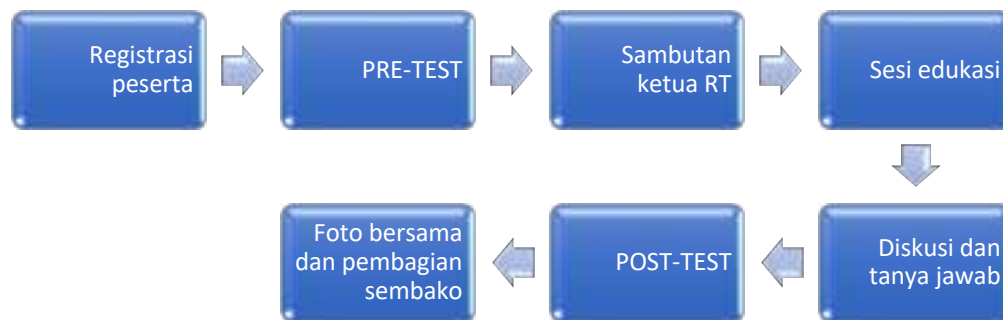 Registrasi
peserta
PRE-TEST
Sambutan
ketua RT
Sesi edukasi
Diskusi dan
tanya jawab
POST-TEST
Foto bersama
dan pembagian
sembako